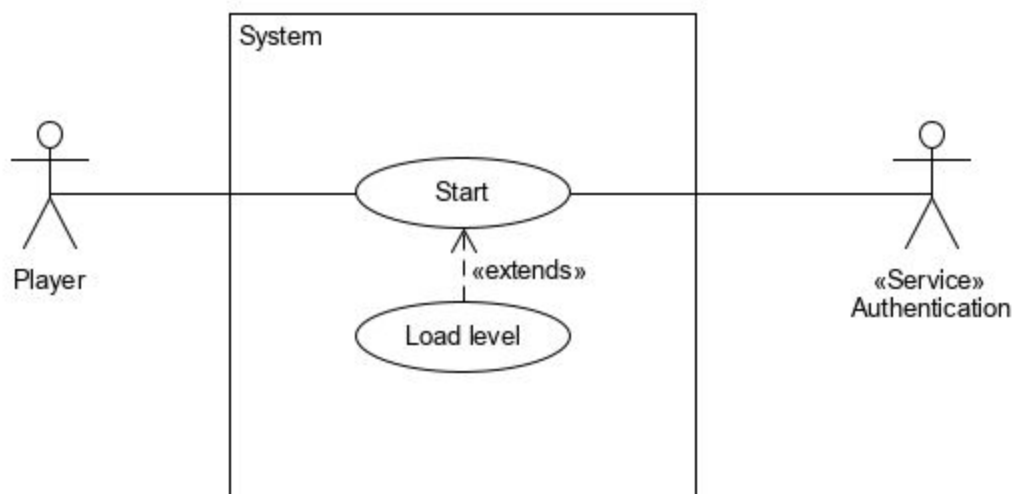 System
Start
Player
«extends»
«Service»
Authentication
Load level